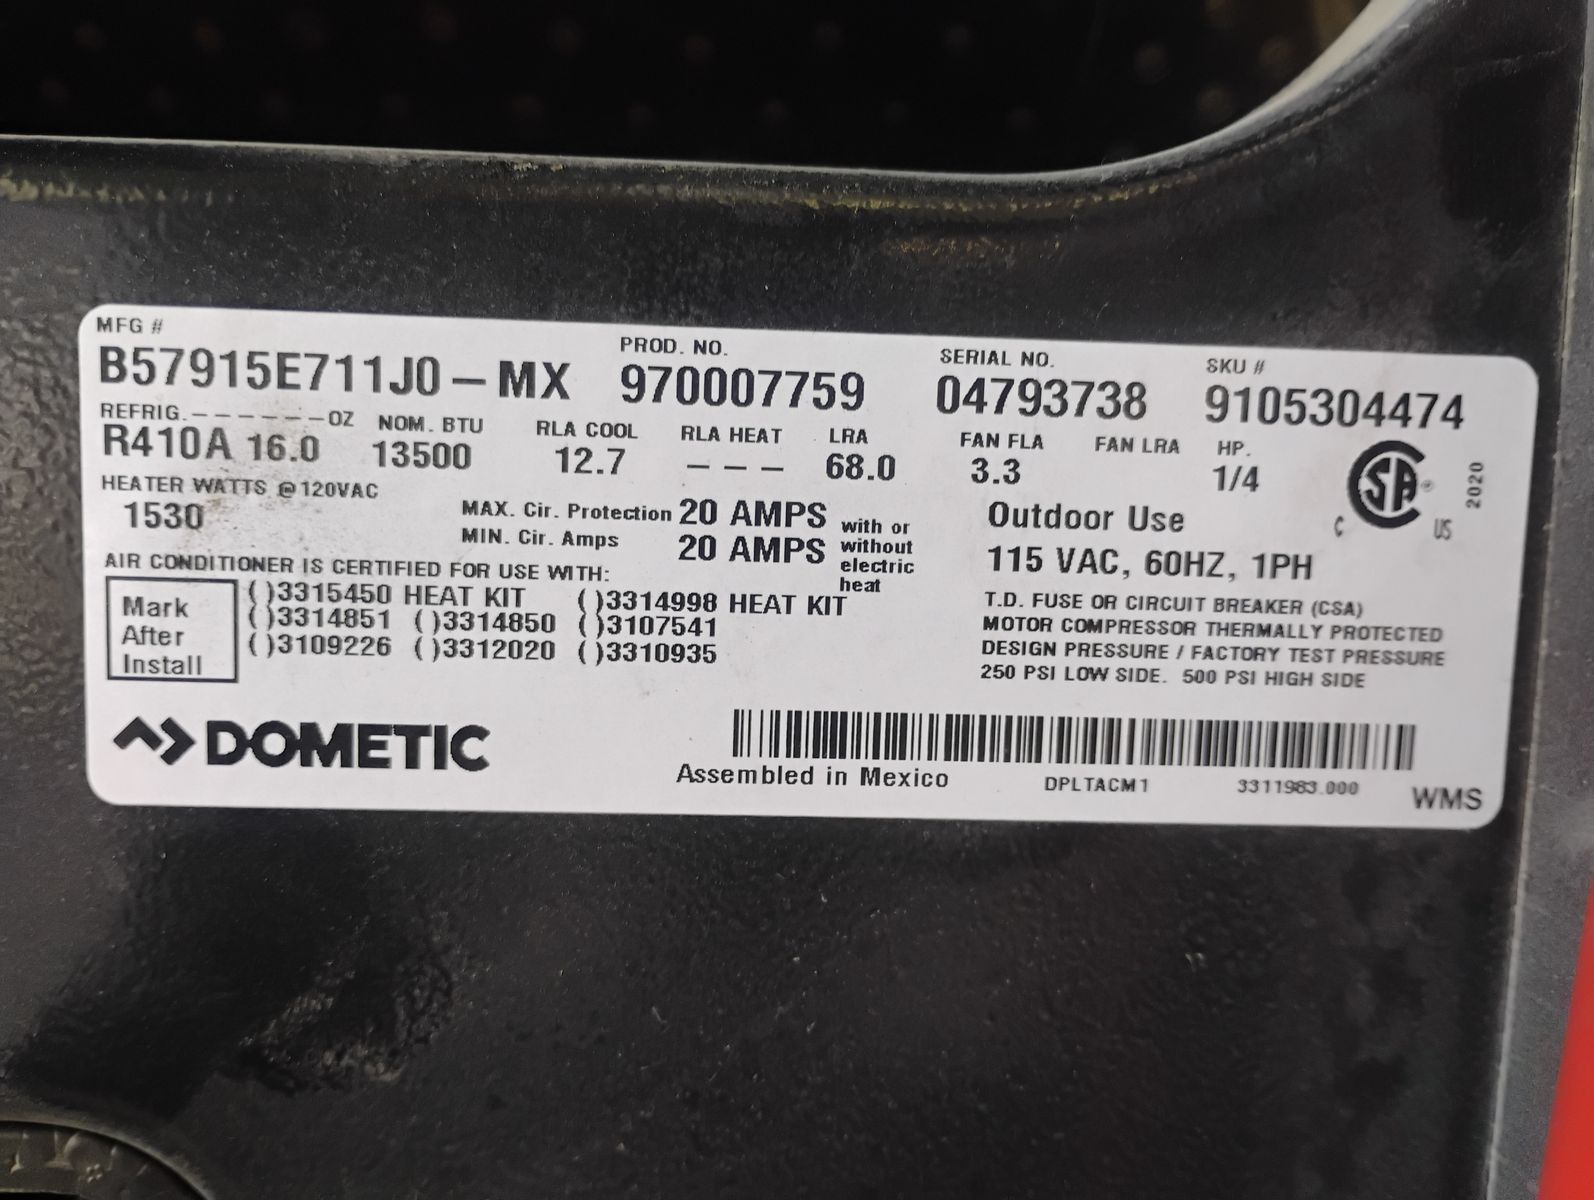 MFG # PROD. NO. SERIAL NO. SKU #
B57915E711J0 – MX 970007759 04793738 9105304474
REFRIG. – – – – – – OZ NOM. BTU RLA COOL RLA HEAT LRA FAN FLA FAN LRA HP.
R410A 16.0 13500 12.7 – – – 68.0 3.3 1/4
HEATER WATTS @120VAC
1530
MAX. Cir. Protection 20 AMPS
MIN. Cir. Amps 20 AMPS
with or
without
electric
heat
Outdoor Use
115 VAC, 60HZ, 1PH
C SA ® US 2020
AIR CONDITIONER IS CERTIFIED FOR USE WITH:
Mark
After
Install
( )3315450 HEAT KIT ( )3314998 HEAT KIT
( )3314851 ( )3314850 ( )3107541
( )3109226 ( )3312020 ( )3310935
T.D. FUSE OR CIRCUIT BREAKER (CSA)
MOTOR COMPRESSOR THERMALLY PROTECTED
DESIGN PRESSURE / FACTORY TEST PRESSURE
250 PSI LOW SIDE. 500 PSI HIGH SIDE
DOMETIC
Assembled in Mexico DPLTACM1 3311983.000 WMS